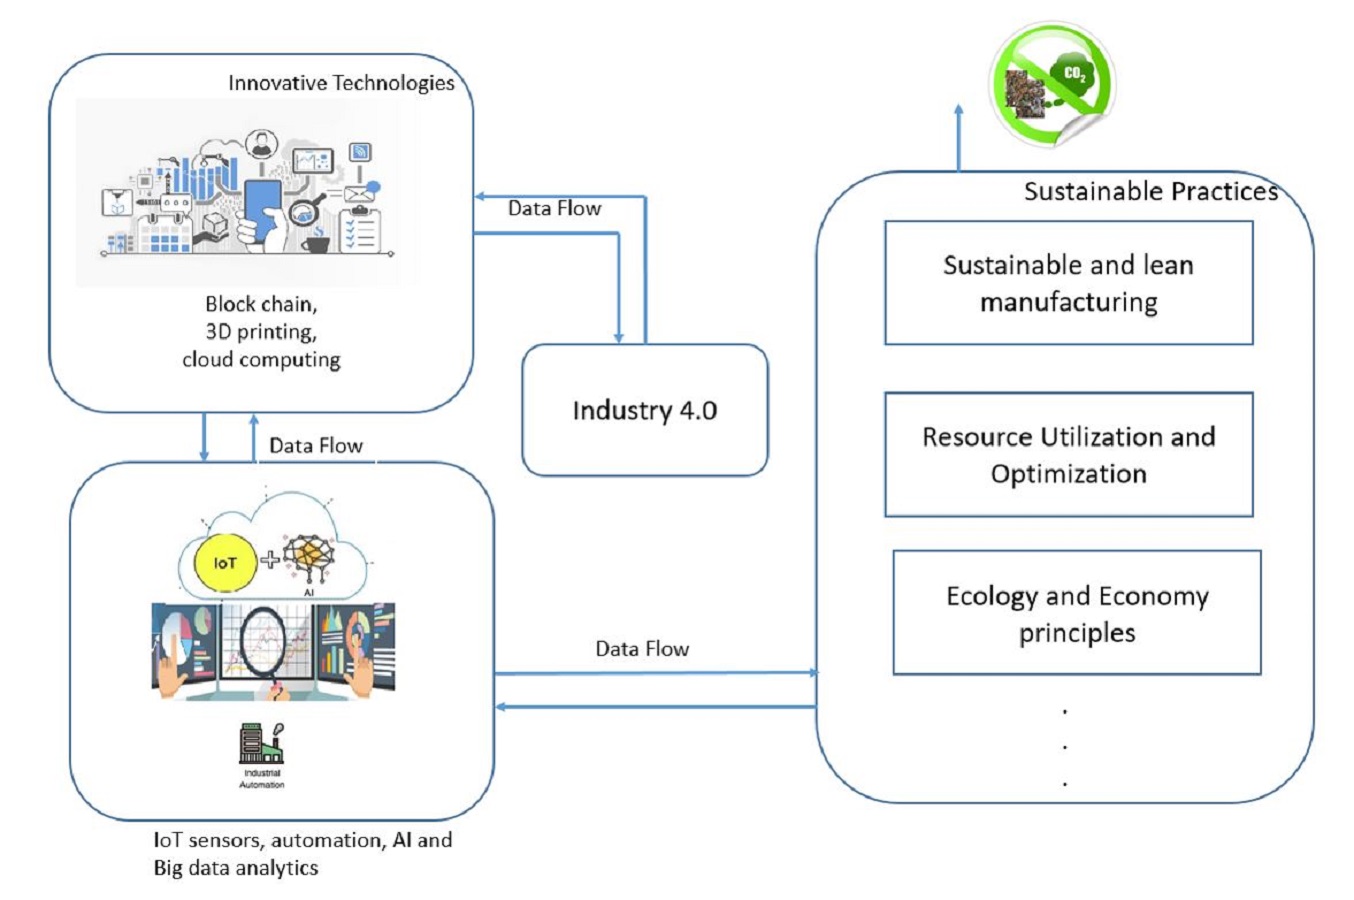 Innovative Technologies
Block chain,
3D printing,
cloud computing
Data Flow
Industry 4.0
Data Flow
IoT
AI
Industrial
Automation
IoT sensors, automation, AI and
Big data analytics
Data Flow
CO2
Sustainable Practices
Sustainable and lean
manufacturing
Resource Utilization and
Optimization
Ecology and Economy
principles
.
.
.